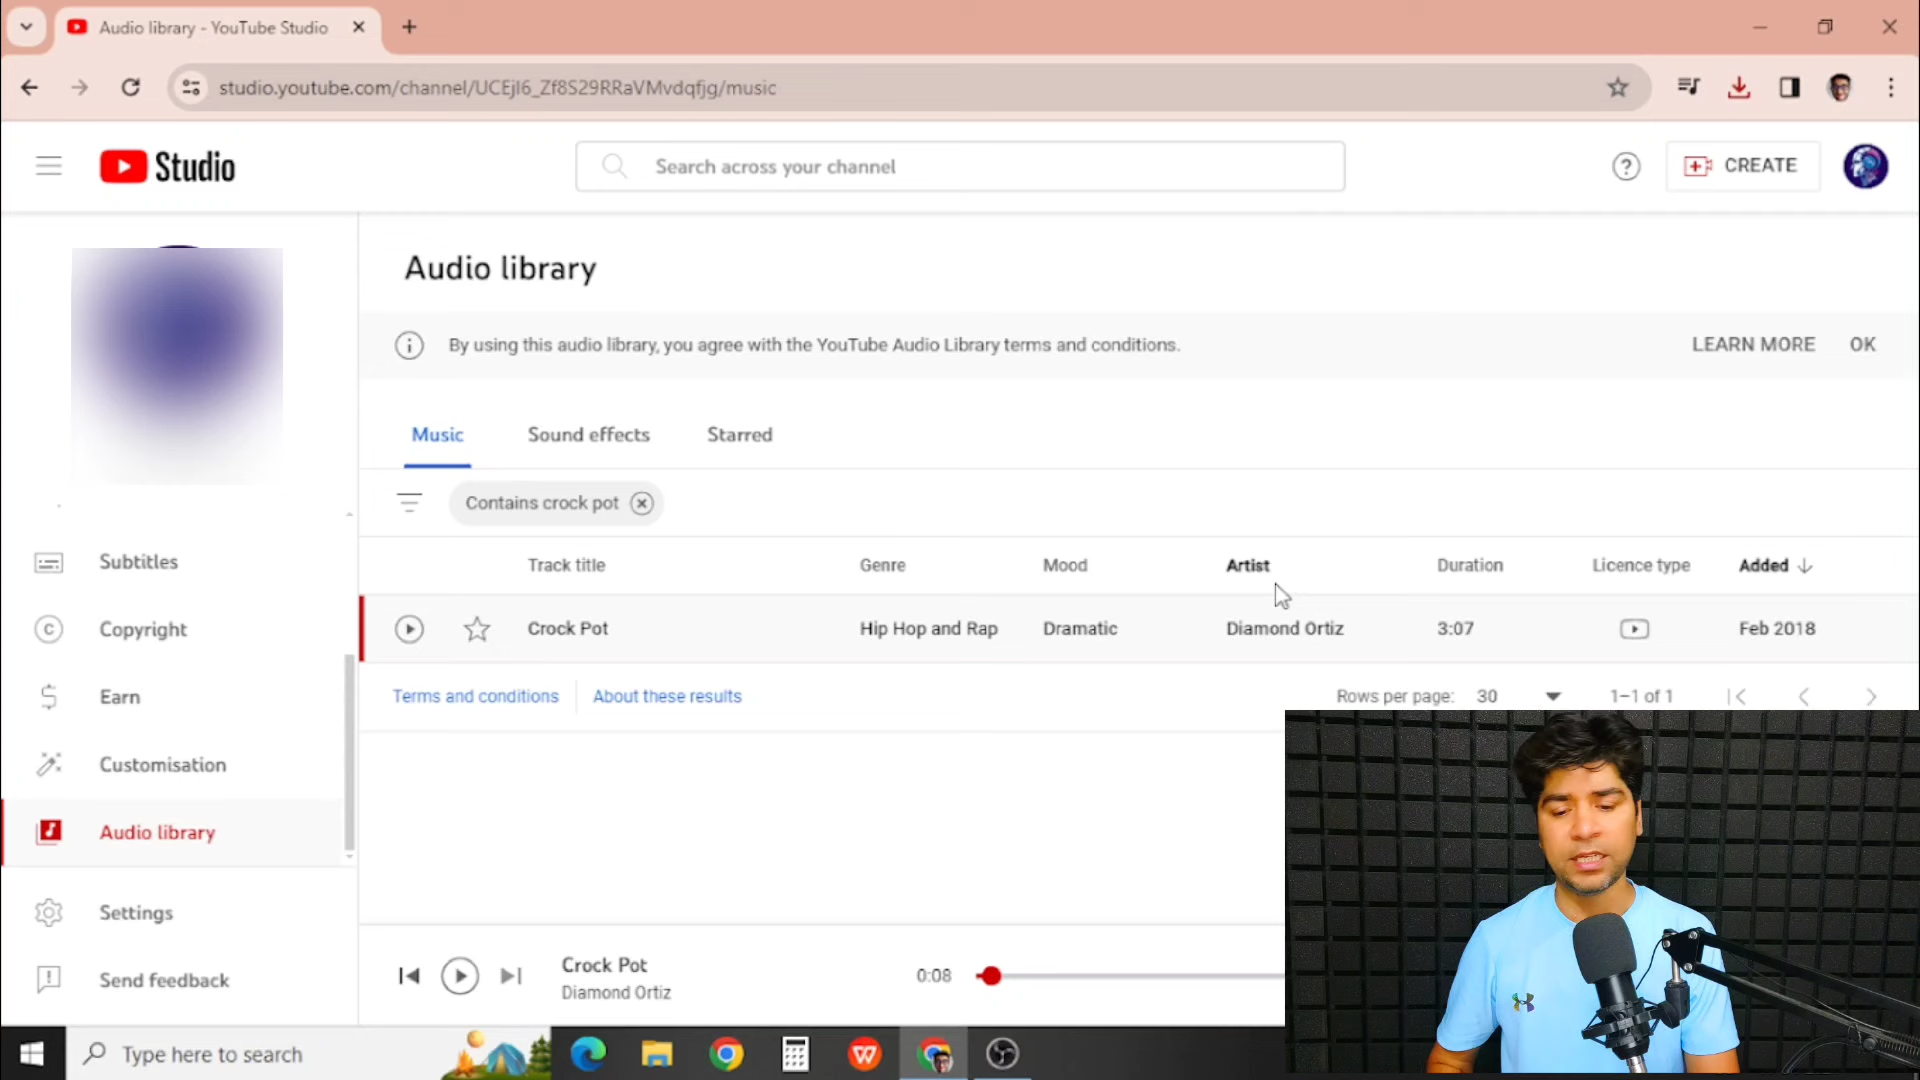 Audio library - YouTube Studio
studio.youtube.com/channel/UCEjI6_Zf8S29RRaVMvdqfjg/music
Studio
Search across your channel
CREATE
Audio library
By using this audio library, you agree with the YouTube Audio Library terms and conditions.
LEARN MORE
OK
Music
Sound effects
Starred
Contains crock pot
Track title
Genre
Mood
Artist
Duration
Licence type
Added
Crock Pot
Hip Hop and Rap
Dramatic
Diamond Ortiz
3:07
Feb 2018
Terms and conditions
About these results
Rows per page: 30
1–1 of 1
Subtitles
Copyright
Earn
Customisation
Audio library
Settings
Send feedback
Crock Pot
Diamond Ortiz
0:08
Type here to search